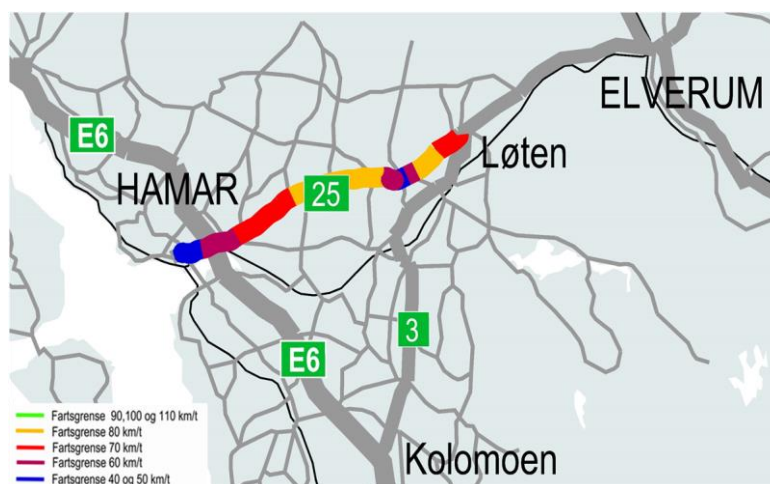 E6
HAMAR
25
ELVERUM
Løten
3
E6
Kolomoen
Fartsgrense 90,100 og 110 km/t
Fartsgrense 80 km/t
Fartsgrense 70 km/t
Fartsgrense 60 km/t
Fartsgrense 40 og 50 km/t